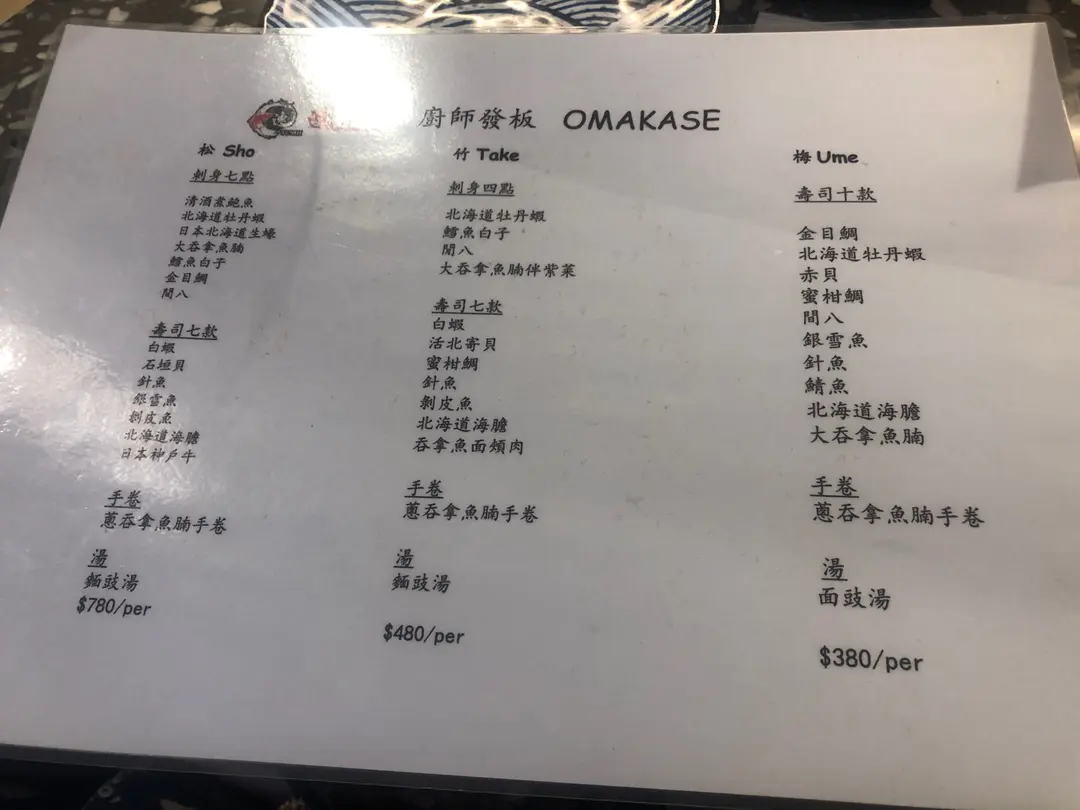 廚師發板 OMAKASE
松 Sho
刺身七點
清酒煮鮑魚
北海道牡丹蝦
日本北海道生蠔
大吞拿魚腩
鱈魚白子
金目鯛
間八
壽司七款
白蝦
石垣貝
針魚
銀雪魚
剝皮魚
北海道海膽
日本神戶牛
手卷
蔥吞拿魚腩手卷
湯
麵豉湯
$780/per
竹 Take
刺身四點
北海道牡丹蝦
鱈魚白子
間八
大吞拿魚腩伴紫菜
壽司七款
白蝦
活北寄貝
蜜柑鯛
針魚
剝皮魚
北海道海膽
吞拿魚面頰肉
手卷
蔥吞拿魚腩手卷
湯
麵豉湯
$480/per
梅 Ume
壽司十款
金目鯛
北海道牡丹蝦
赤貝
蜜柑鯛
間八
銀雪魚
針魚
鯖魚
北海道海膽
大吞拿魚腩
手卷
蔥吞拿魚腩手卷
湯
面豉湯
$380/per